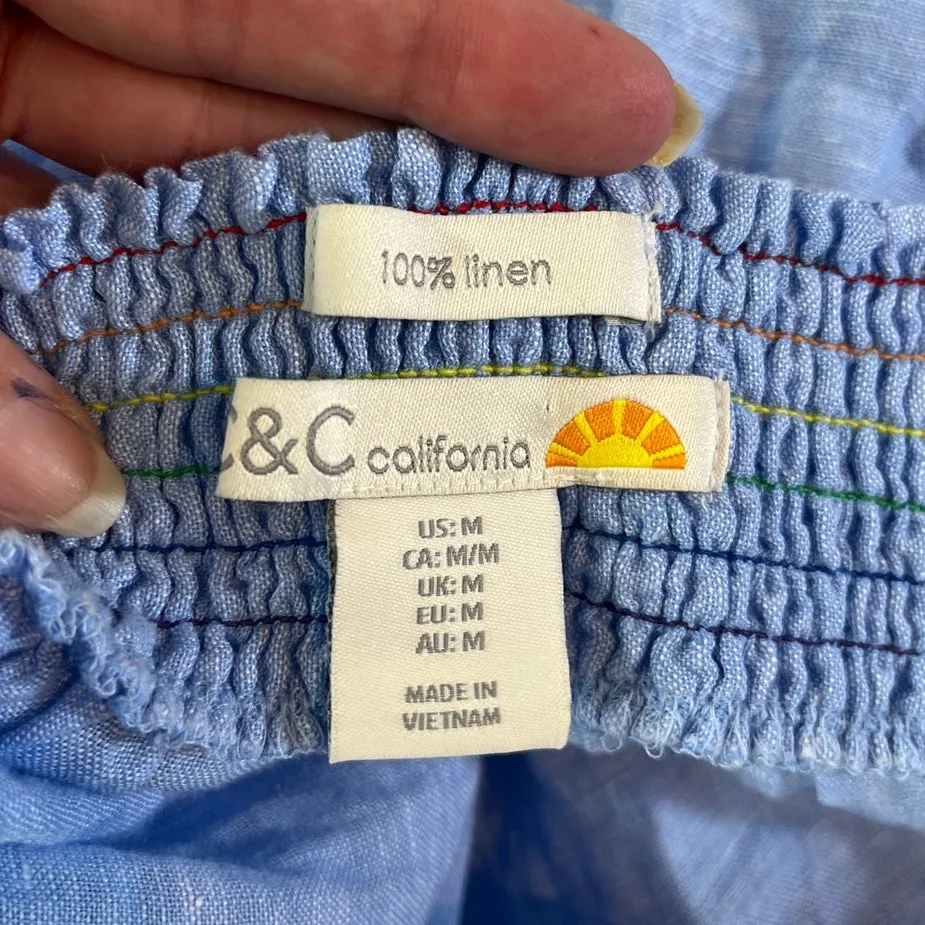 100% linen
C&C california
US: M
CA: M/M
UK: M
EU: M
AU: M
MADE IN
VIETNAM